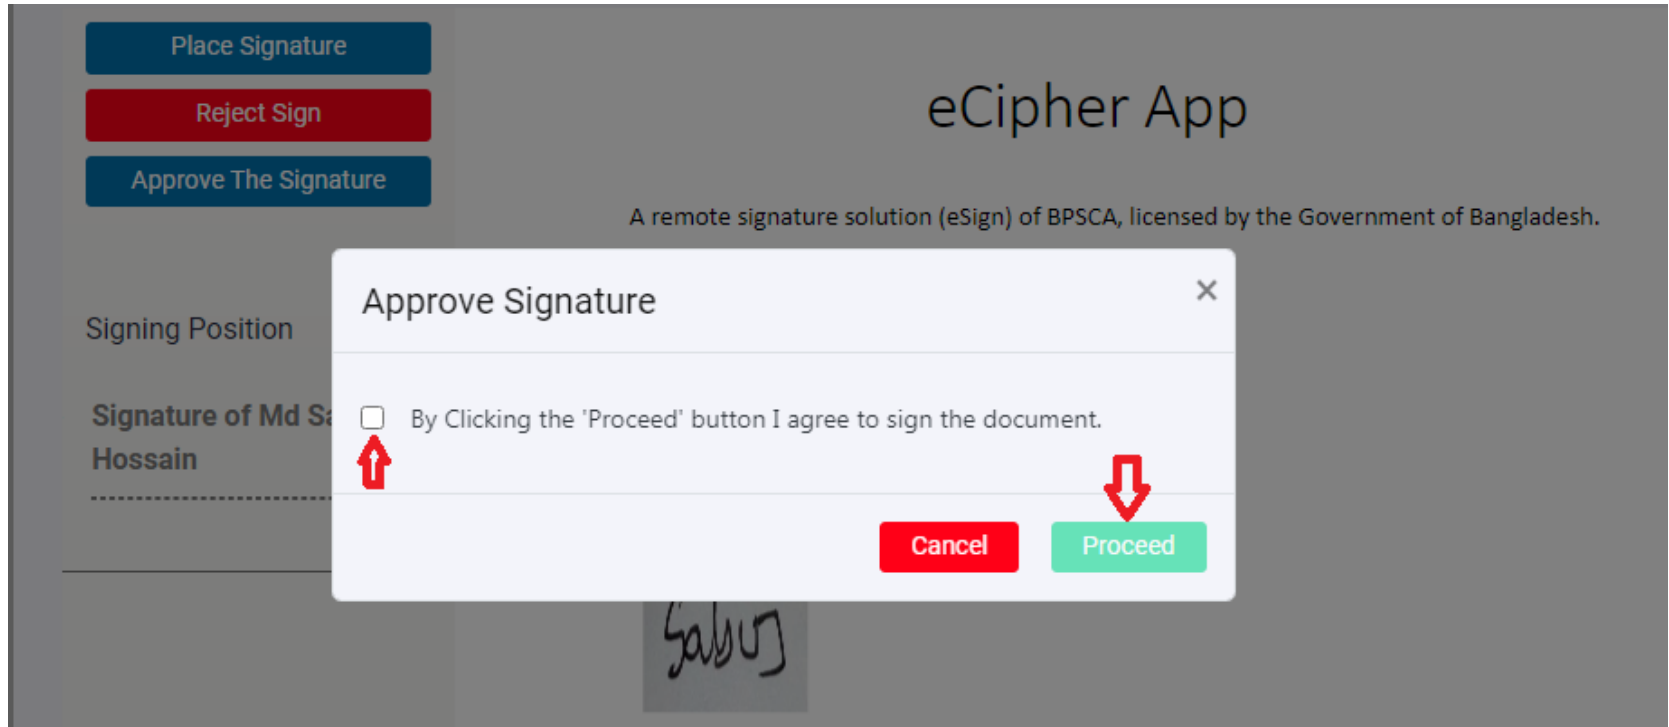 Place Signature
Reject Sign
Approve The Signature
eCipher App
A remote signature solution (eSign) of BPSCA, licensed by the Government of Bangladesh.
Signing Position
Signature of Md
Hossain
Approve Signature
×
By Clicking the 'Proceed' button I agree to sign the document.
Cancel
Proceed